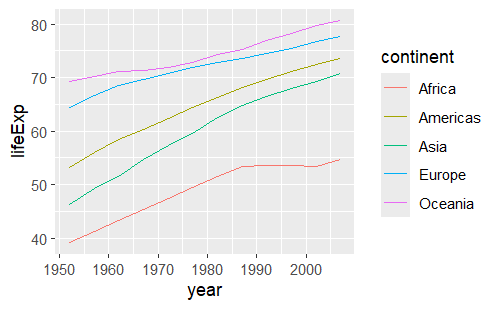 80
70
60
50
40
lifeExp
1950 1960 1970 1980 1990 2000
year
continent
Africa
Americas
Asia
Europe
Oceania